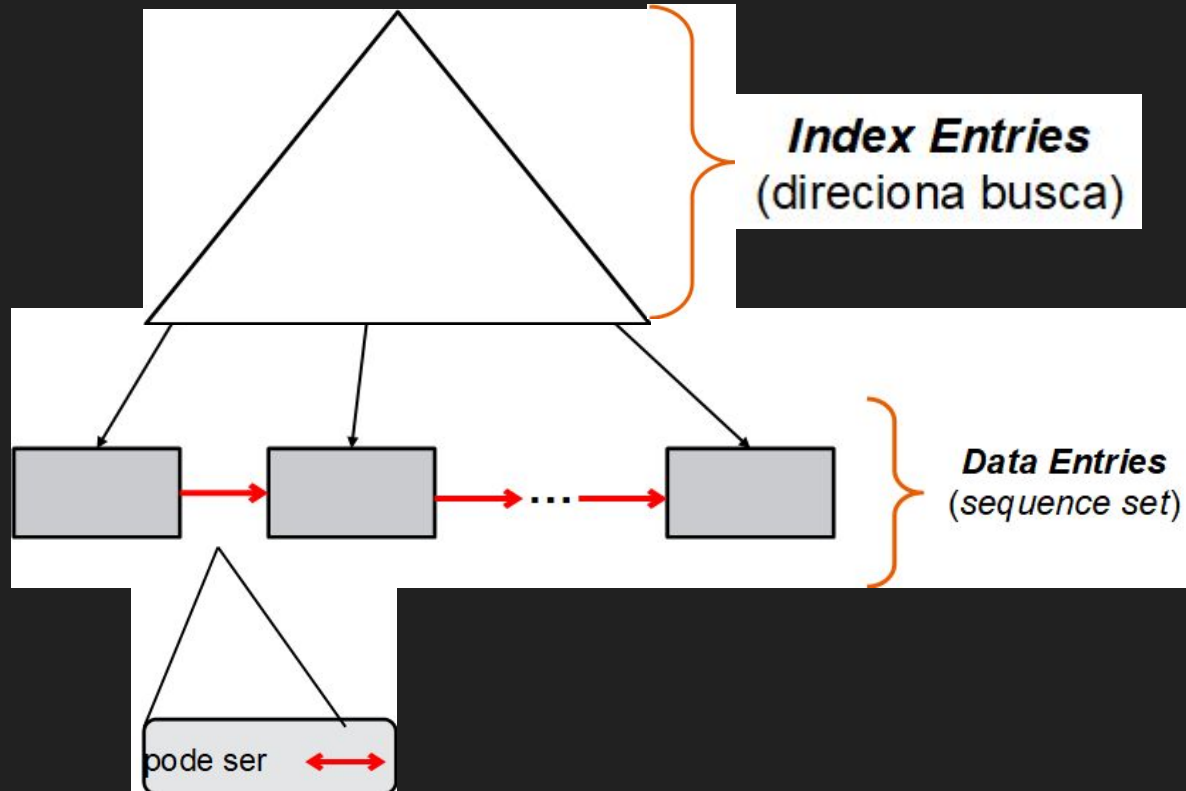 Index Entries
(direciona busca)
...
Data Entries
(sequence set)
pode ser